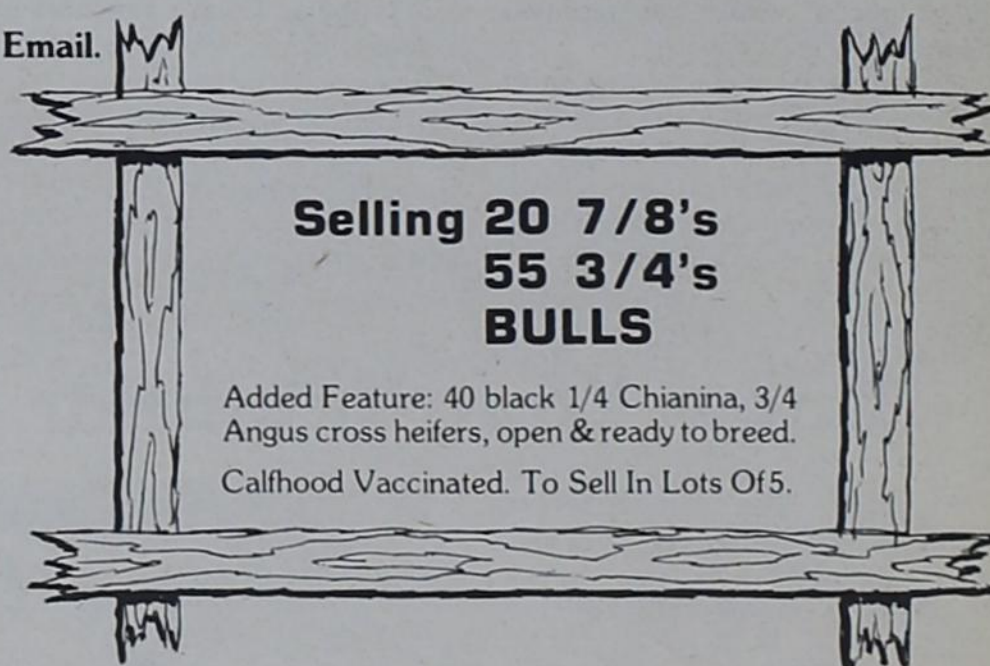 Email.
Selling 20 7/8's
55 3/4's
BULLS
Added Feature: 40 black 1/4 Chianina, 3/4
Angus cross heifers, open & ready to breed.
Calfhood Vaccinated. To Sell In Lots Of 5.